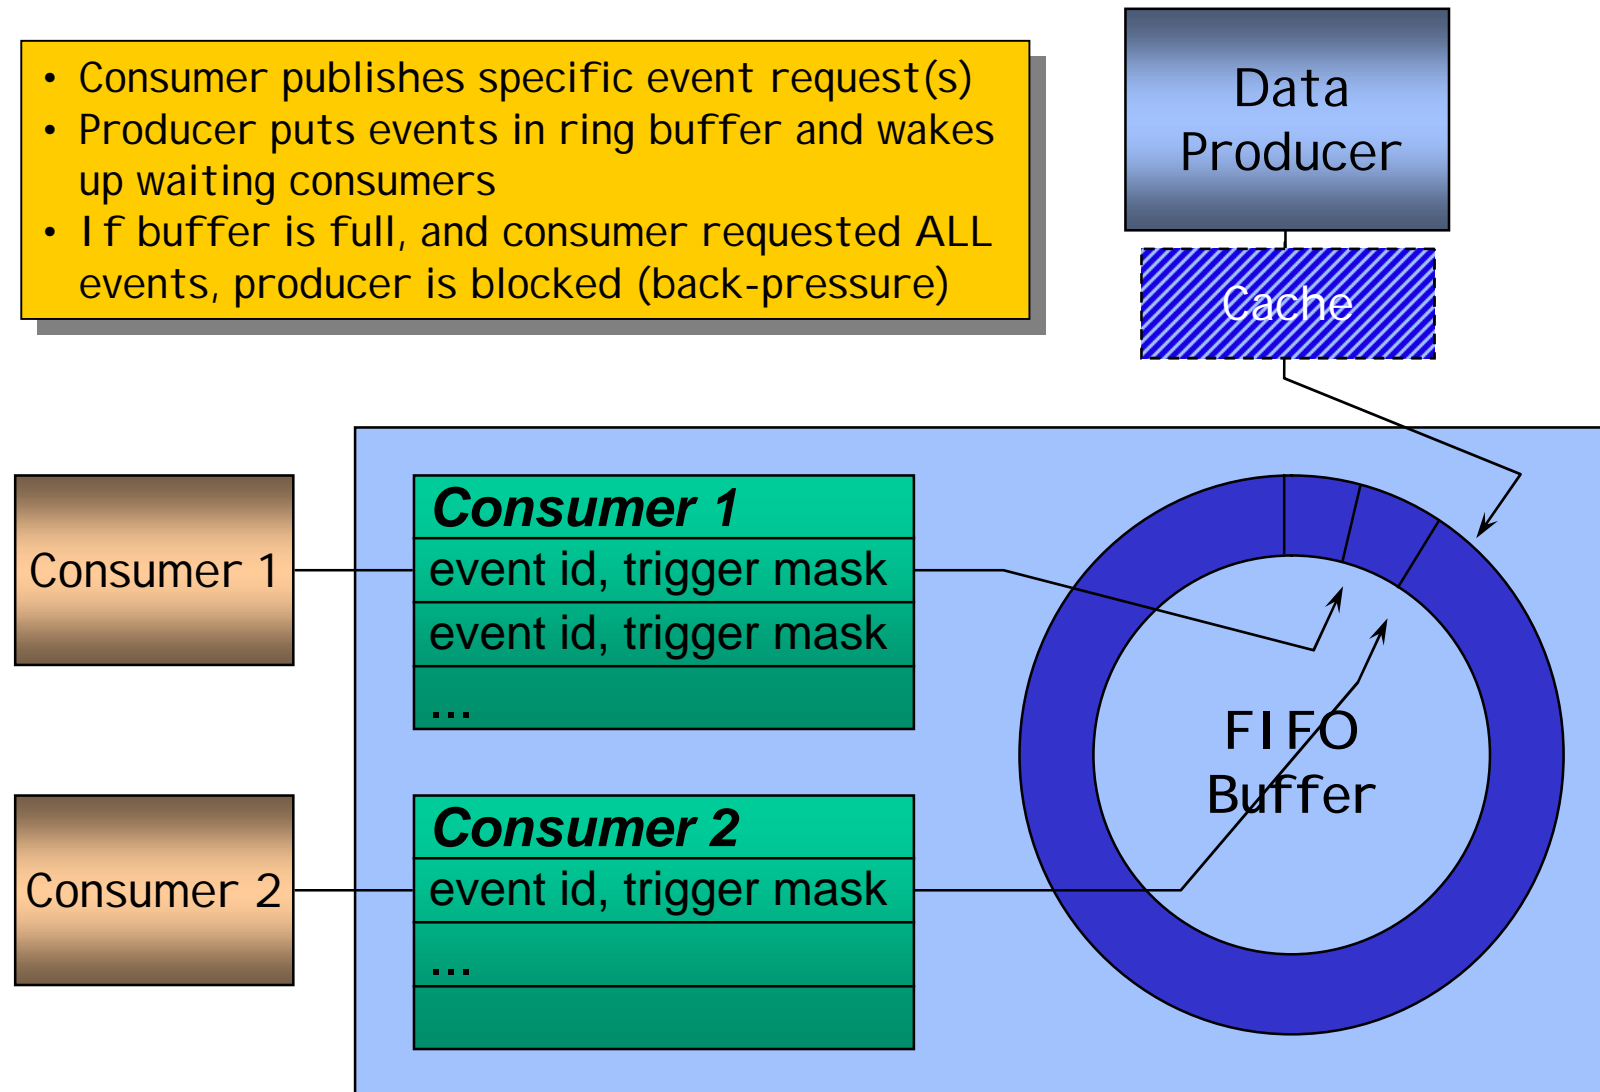 • Consumer publishes specific event request(s)
• Producer puts events in ring buffer and wakes
up waiting consumers
• If buffer is full, and consumer requested ALL
events, producer is blocked (back-pressure)
Data
Producer
Cache
Consumer 1
Consumer 1
event id, trigger mask
event id, trigger mask
...
FIFO
Buffer
Consumer 2
Consumer 2
event id, trigger mask
...